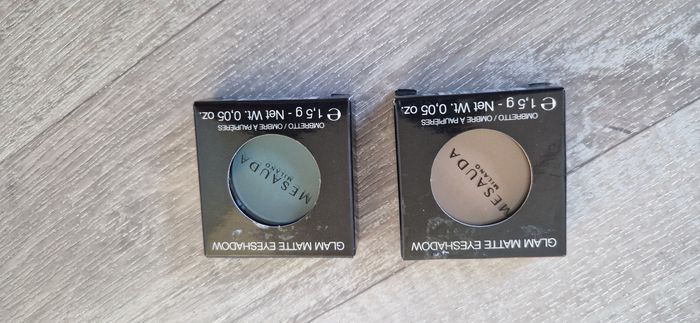 GLAM MATTE EYESHADOW
MESAUDA
MILANO
OMBRETTO / OMBRE À PAUPIÈRES
℮ 1,5 g - Net Wt. 0,05 oz.
GLAM MATTE EYESHADOW
MESAUDA
MILANO
OMBRETTO / OMBRE À PAUPIÈRES
℮ 1,5 g - Net Wt. 0,05 oz.